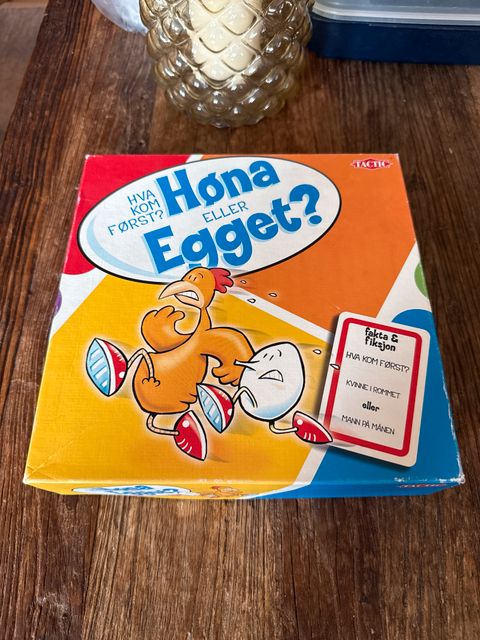 HVA
KOM
FØRST?
Høna
ELLER
Egget?
TACTIC
fakta &
fiksjon
HVA KOM FØRST?
KVINNE I ROMMET
eller
MANN PÅ MÅNEN